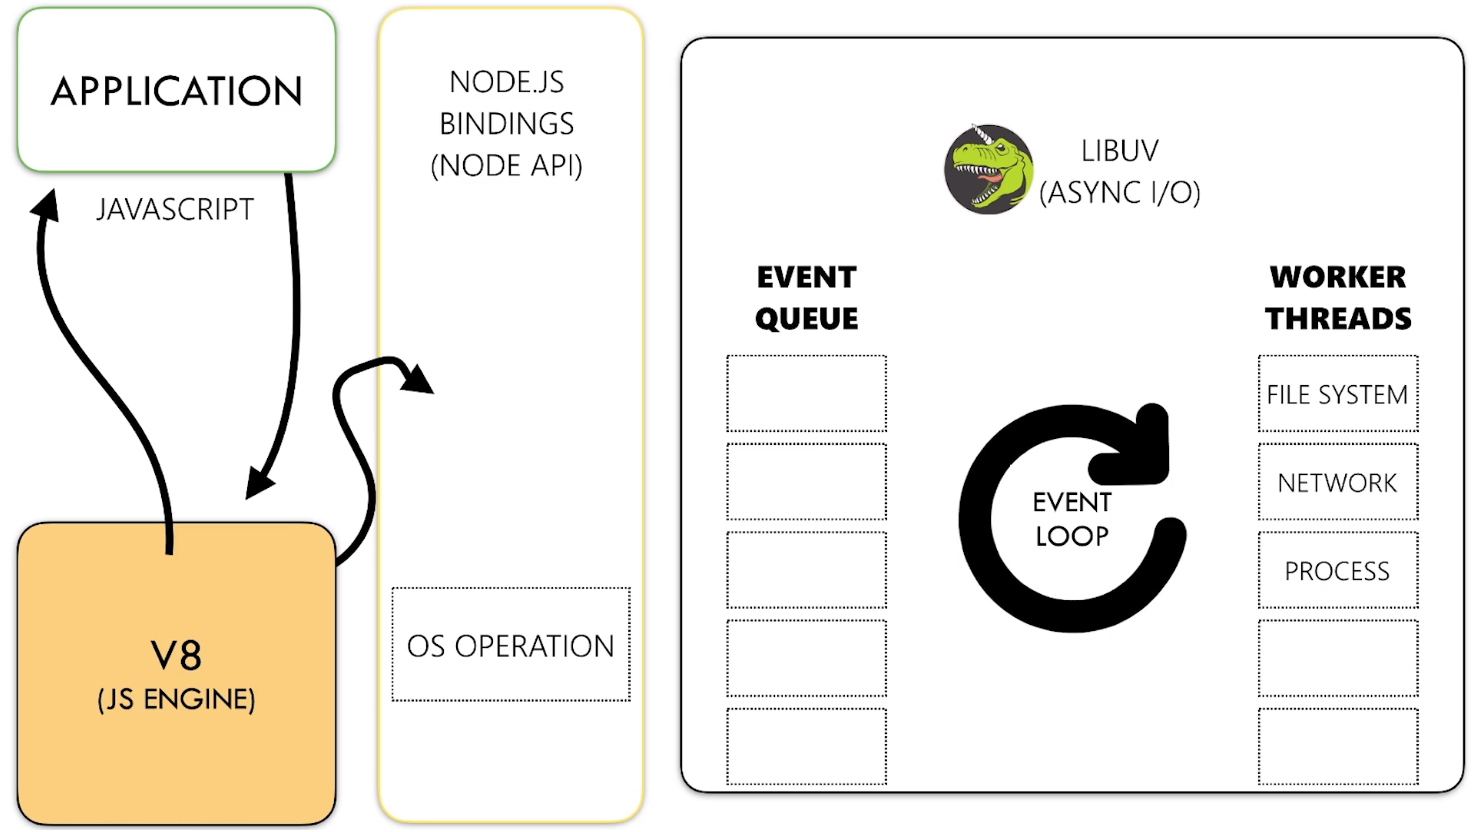 APPLICATION
JAVASCRIPT
V8
(JS ENGINE)
NODE.JS
BINDINGS
(NODE API)
OS OPERATION
LIBUV
(ASYNC I/O)
EVENT
QUEUE
EVENT
LOOP
WORKER
THREADS
FILE SYSTEM
NETWORK
PROCESS